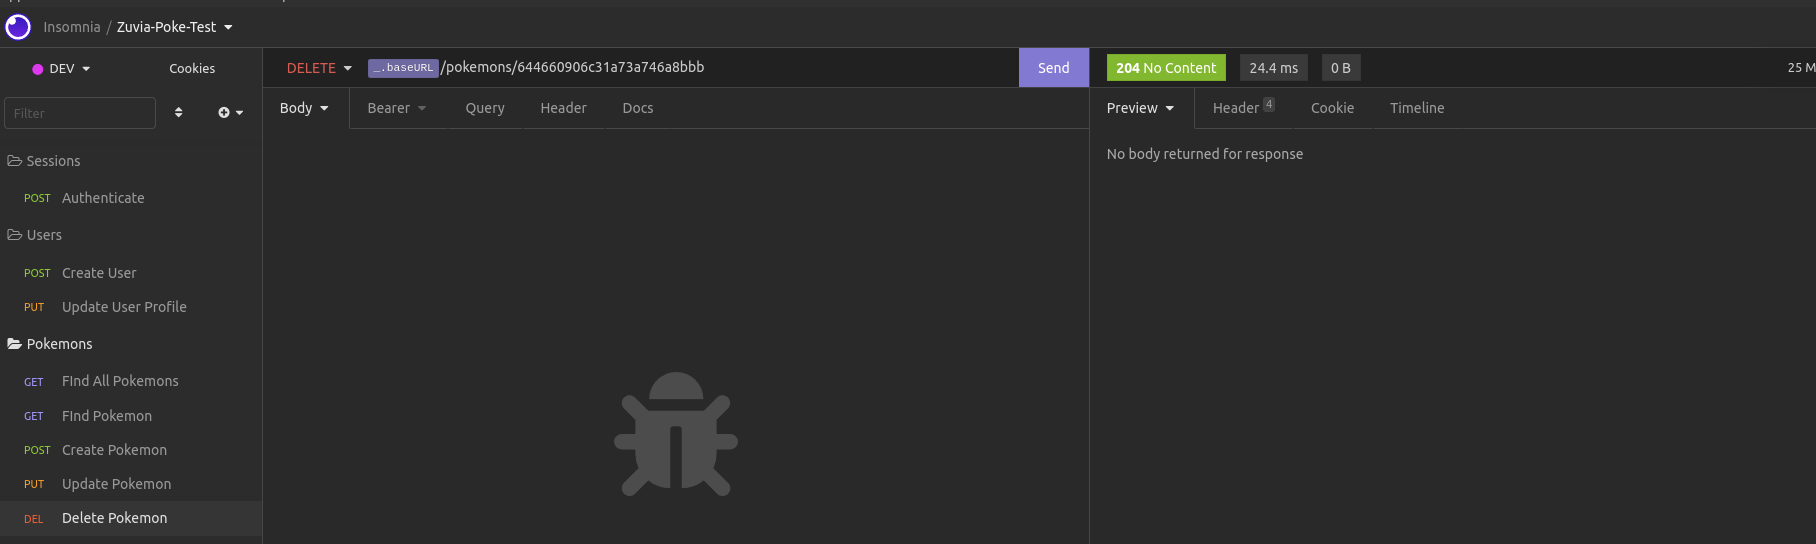 Insomnia / Zuvia-Poke-Test
DEV Cookies
DELETE _.baseURL /pokemons/644660906c31a73a746a8bbb Send
204 No Content 24.4 ms 0 B 25 M
Filter
Body Bearer Query Header Docs
Preview Header 4 Cookie Timeline
No body returned for response
Sessions
POST Authenticate
Users
POST Create User
PUT Update User Profile
Pokemons
GET FInd All Pokemons
GET FInd Pokemon
POST Create Pokemon
PUT Update Pokemon
DEL Delete Pokemon